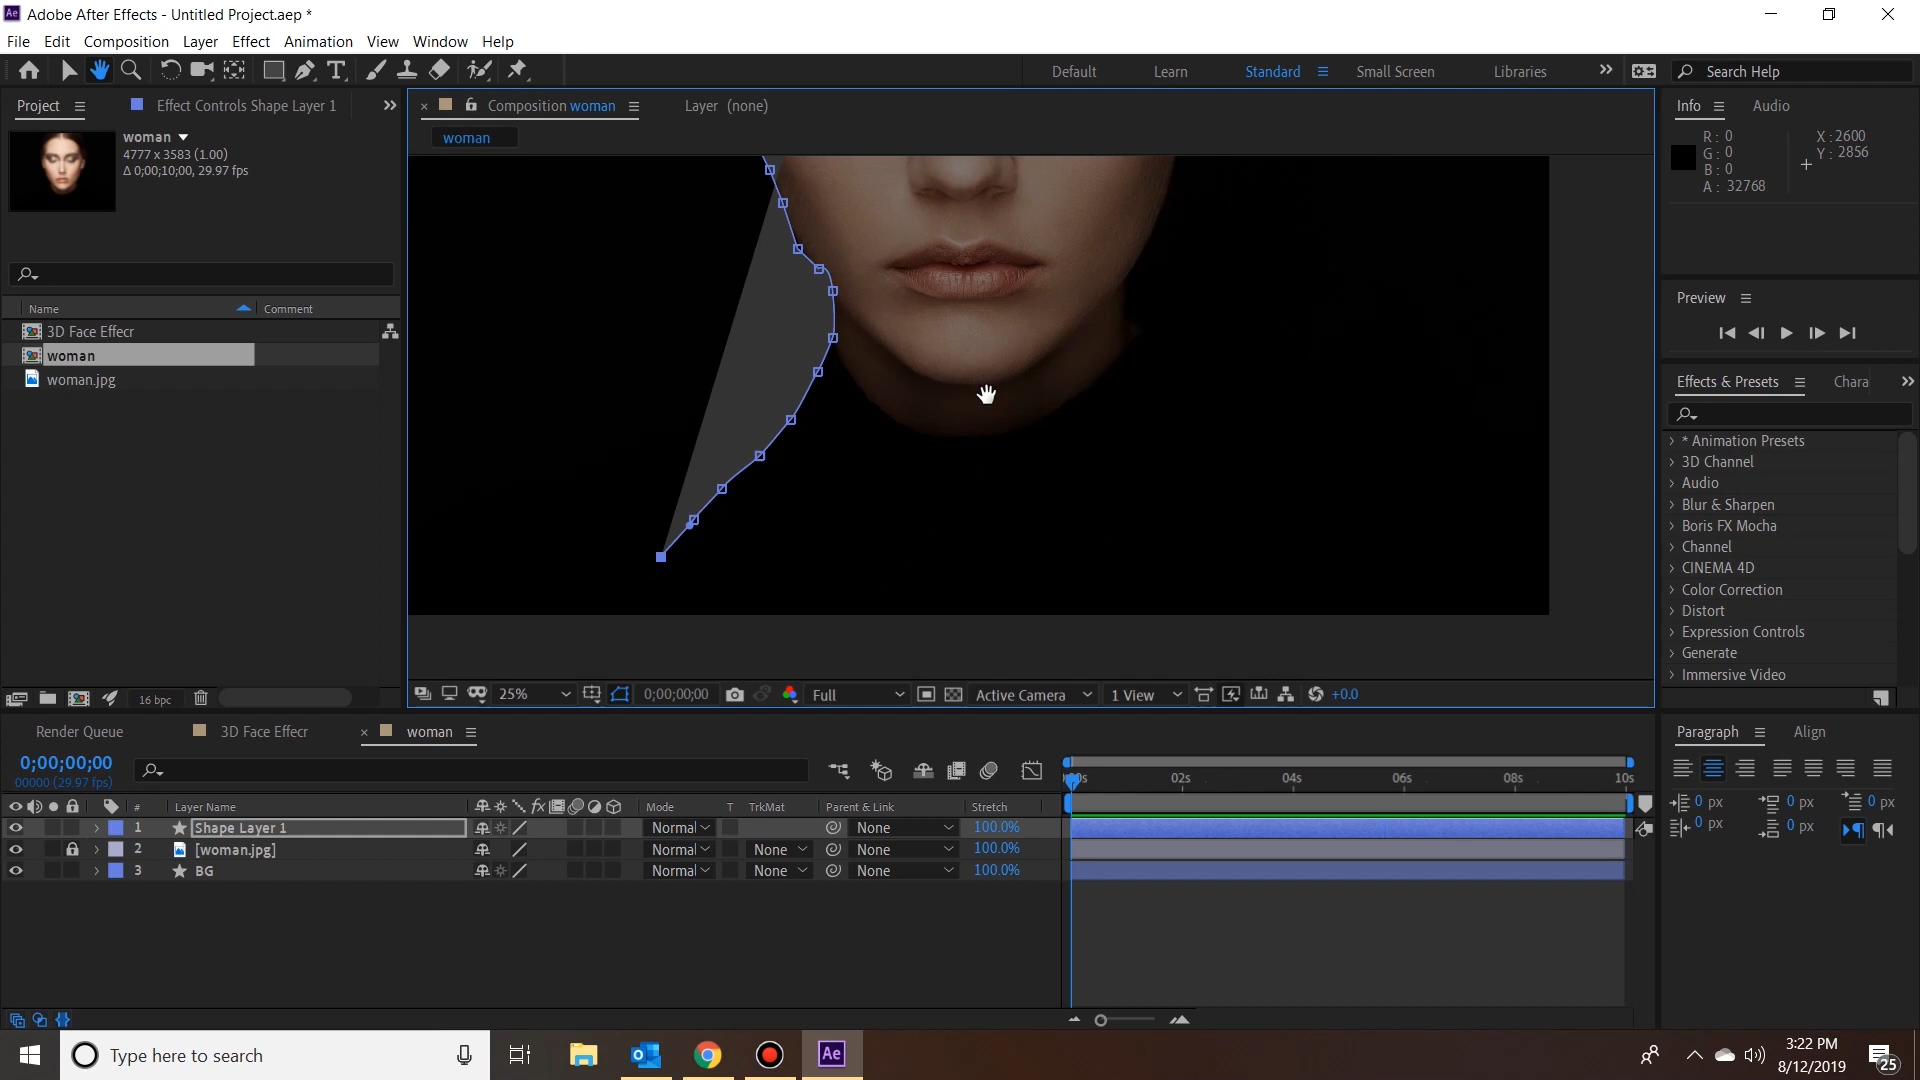 Adobe After Effects - Untitled Project.aep *
File Edit Composition Layer Effect Animation View Window Help
Default Learn Standard Small Screen Libraries Search Help
Project Effect Controls Shape Layer 1
Composition woman Layer (none)
Info Audio
woman
4777 x 3583 (1.00)
Δ 0;00;10;00, 29.97 fps
woman
R: 0
G: 0
B: 0
A: 32768
X: 2600
Y: 2856
Name Comment
3D Face Effecr
woman
woman.jpg
Preview
Effects & Presets Chara
* Animation Presets
3D Channel
Audio
Blur & Sharpen
Boris FX Mocha
Channel
CINEMA 4D
Color Correction
Distort
Expression Controls
Generate
Immersive Video
16 bpc
25% 0;00;00;00 Full Active Camera 1 View +0.0
Render Queue 3D Face Effecr woman
Paragraph Align
0;00;00;00
00000 (29.97 fps)
02s 04s 06s 08s 10s
# Layer Name Mode T TrkMat Parent & Link Stretch
1 Shape Layer 1 Normal None 100.0%
2 [woman.jpg] Normal None None 100.0%
3 BG Normal None None 100.0%
0 px 0 px 0 px
0 px 0 px
Type here to search
Ae
3:22 PM
8/12/2019
25